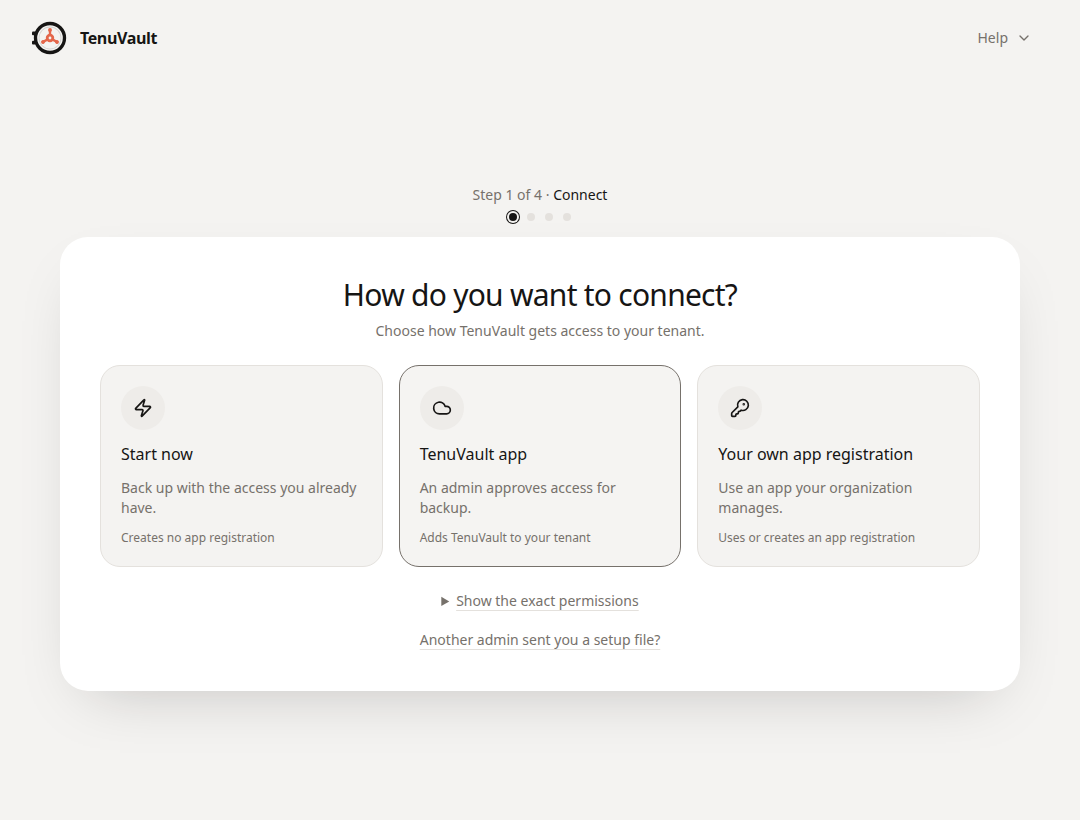 TenuVault
Help
Step 1 of 4 · Connect
How do you want to connect?
Choose how TenuVault gets access to your tenant.
Start now
Back up with the access you already
have.
Creates no app registration
TenuVault app
An admin approves access for
backup.
Adds TenuVault to your tenant
Your own app registration
Use an app your organization
manages.
Uses or creates an app registration
Show the exact permissions
Another admin sent you a setup file?